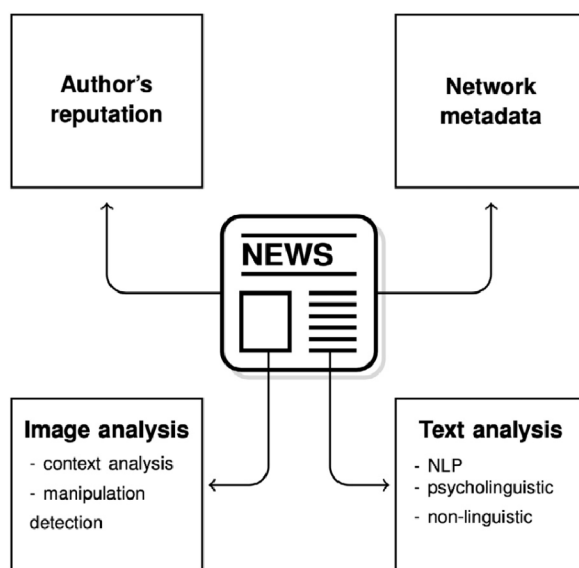 Author's
reputation
Network
metadata
NEWS
Image analysis
- context analysis
- manipulation
detection
Text analysis
- NLP
- psycholinguistic
- non-linguistic